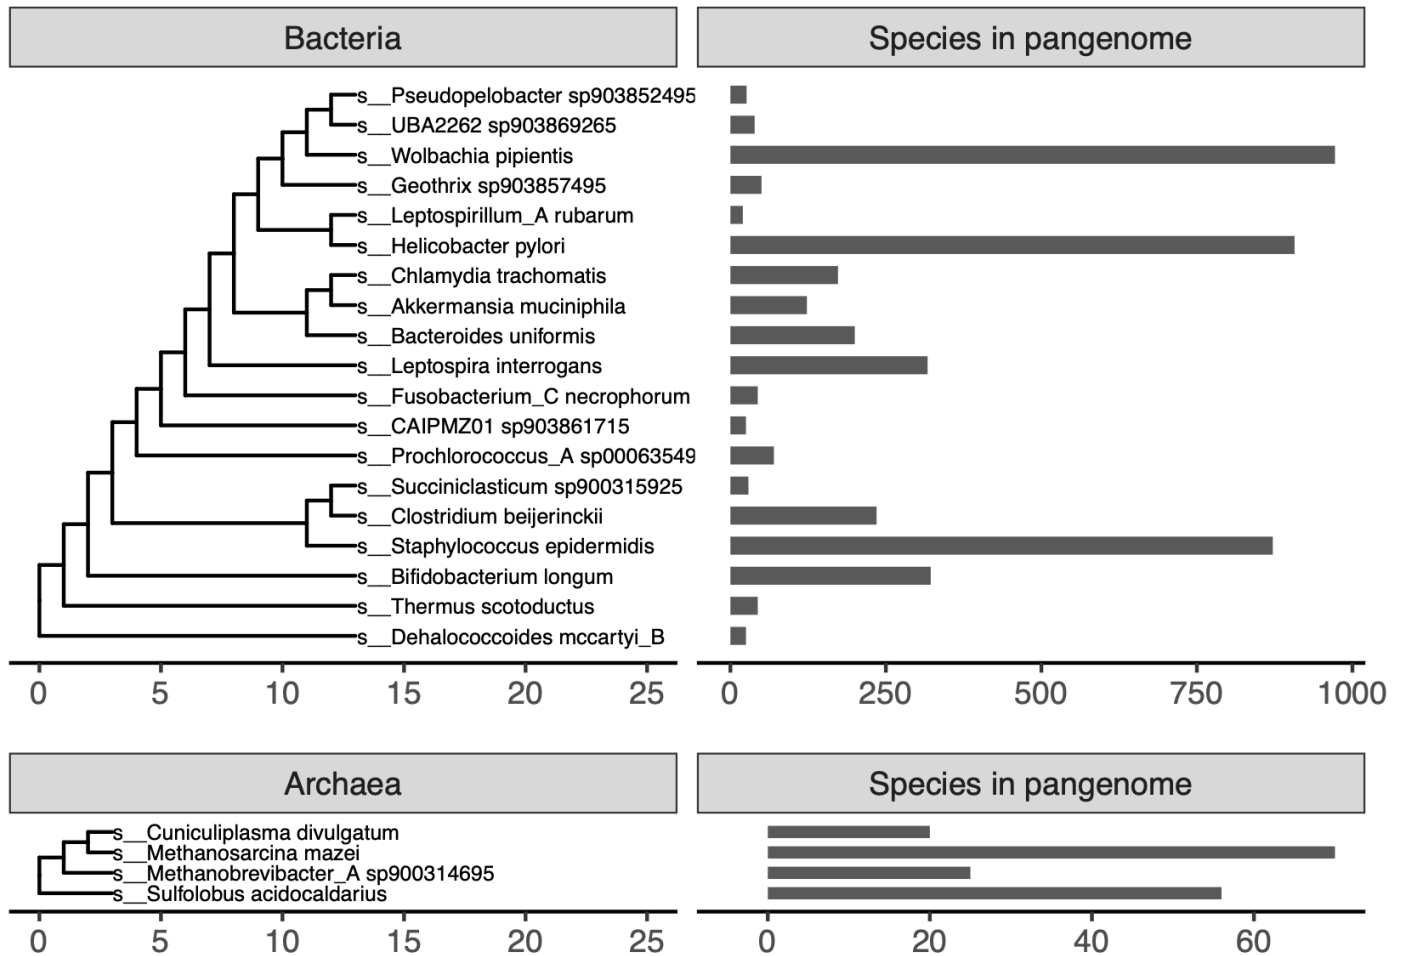 Bacteria
Species in pangenome
s__Pseudopelobacter sp903852495
s__UBA2262 sp903869265
s__Wolbachia pipientis
s__Geothrix sp903857495
s__Leptospirillum_A rubarum
s__Helicobacter pylori
s__Chlamydia trachomatis
s__Akkermansia muciniphila
s__Bacteroides uniformis
s__Leptospira interrogans
s__Fusobacterium_C necrophorum
s__CAIPMZ01 sp903861715
s__Prochlorococcus_A sp00063549
s__Succiniclasticum sp900315925
s__Clostridium beijerinckii
s__Staphylococcus epidermidis
s__Bifidobacterium longum
s__Thermus scotoductus
s__Dehalococcoides mccartyi_B
0 5 10 15 20 25
0 250 500 750 1000
Archaea
Species in pangenome
s__Cuniculiplasma divulgatum
s__Methanosarcina mazei
s__Methanobrevibacter_A sp900314695
s__Sulfolobus acidocaldarius
0 5 10 15 20 25
0 20 40 60